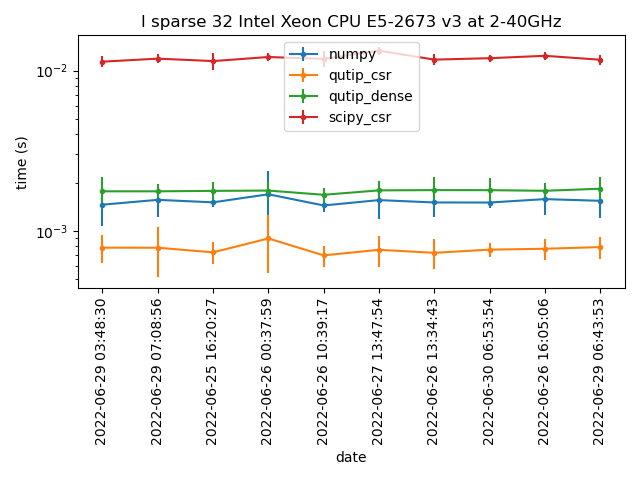 I sparse 32 Intel Xeon CPU E5-2673 v3 at 2-40GHz
numpy
qutip_csr
qutip_dense
scipy_csr
time (s)
10⁻²
10⁻³
2022-06-29 03:48:30
2022-06-29 07:08:56
2022-06-25 16:20:27
2022-06-26 00:37:59
2022-06-26 10:39:17
2022-06-27 13:47:54
2022-06-26 13:34:43
2022-06-30 06:53:54
2022-06-26 16:05:06
2022-06-29 06:43:53
date